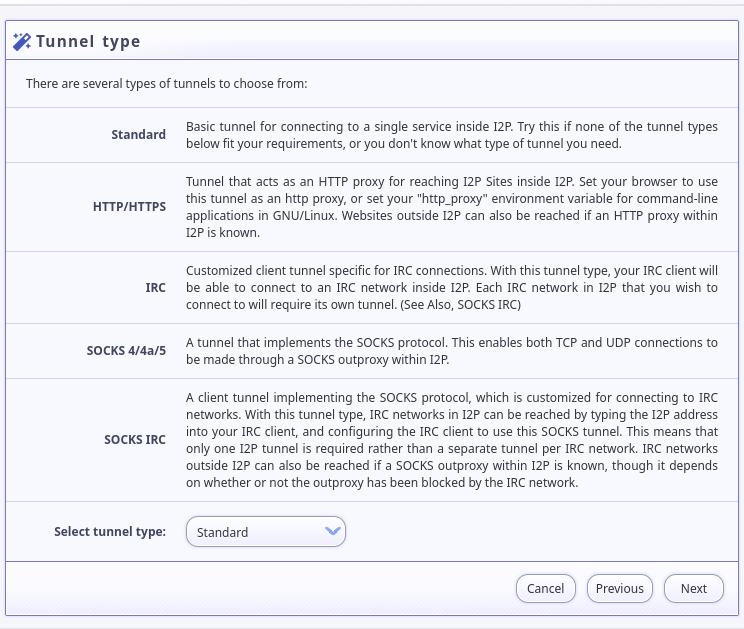 Tunnel type
There are several types of tunnels to choose from:
Standard
Basic tunnel for connecting to a single service inside I2P. Try this if none of the tunnel types
below fit your requirements, or you don't know what type of tunnel you need.
HTTP/HTTPS
Tunnel that acts as an HTTP proxy for reaching I2P Sites inside I2P. Set your browser to use
this tunnel as an http proxy, or set your "http_proxy" environment variable for command-line
applications in GNU/Linux. Websites outside I2P can also be reached if an HTTP proxy within
I2P is known.
IRC
Customized client tunnel specific for IRC connections. With this tunnel type, your IRC client will
be able to connect to an IRC network inside I2P. Each IRC network in I2P that you wish to
connect to will require its own tunnel. (See Also, SOCKS IRC)
SOCKS 4/4a/5
A tunnel that implements the SOCKS protocol. This enables both TCP and UDP connections to
be made through a SOCKS outproxy within I2P.
SOCKS IRC
A client tunnel implementing the SOCKS protocol, which is customized for connecting to IRC
networks. With this tunnel type, IRC networks in I2P can be reached by typing the I2P address
into your IRC client, and configuring the IRC client to use this SOCKS tunnel. This means that
only one I2P tunnel is required rather than a separate tunnel per IRC network. IRC networks
outside I2P can also be reached if a SOCKS outproxy within I2P is known, though it depends
on whether or not the outproxy has been blocked by the IRC network.
Select tunnel type:
Standard
Cancel
Previous
Next